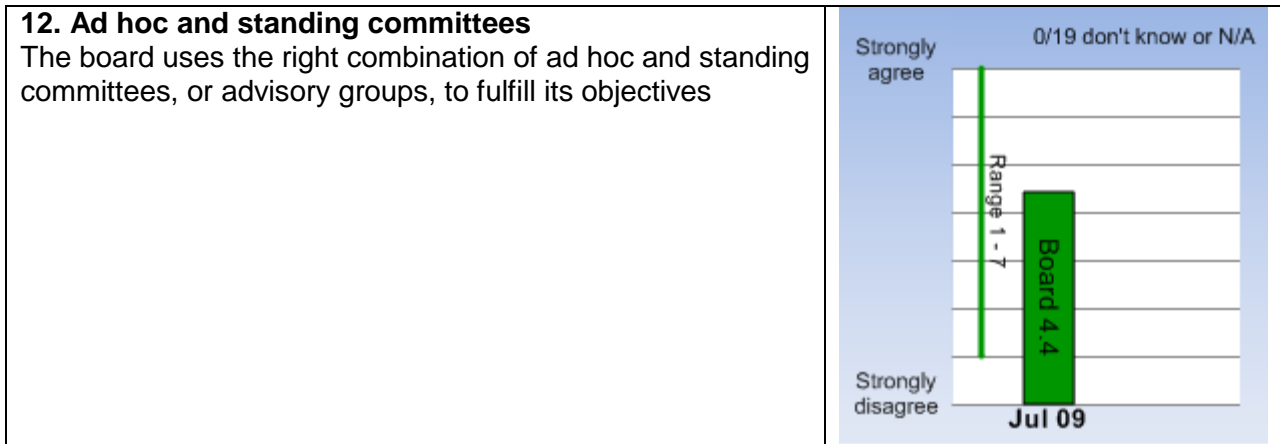 12. Ad hoc and standing committees
The board uses the right combination of ad hoc and standing
committees, or advisory groups, to fulfill its objectives
0/19 don't know or N/A
Strongly
agree
Range 1 - 7
Board 4.4
Strongly
disagree
Jul 09